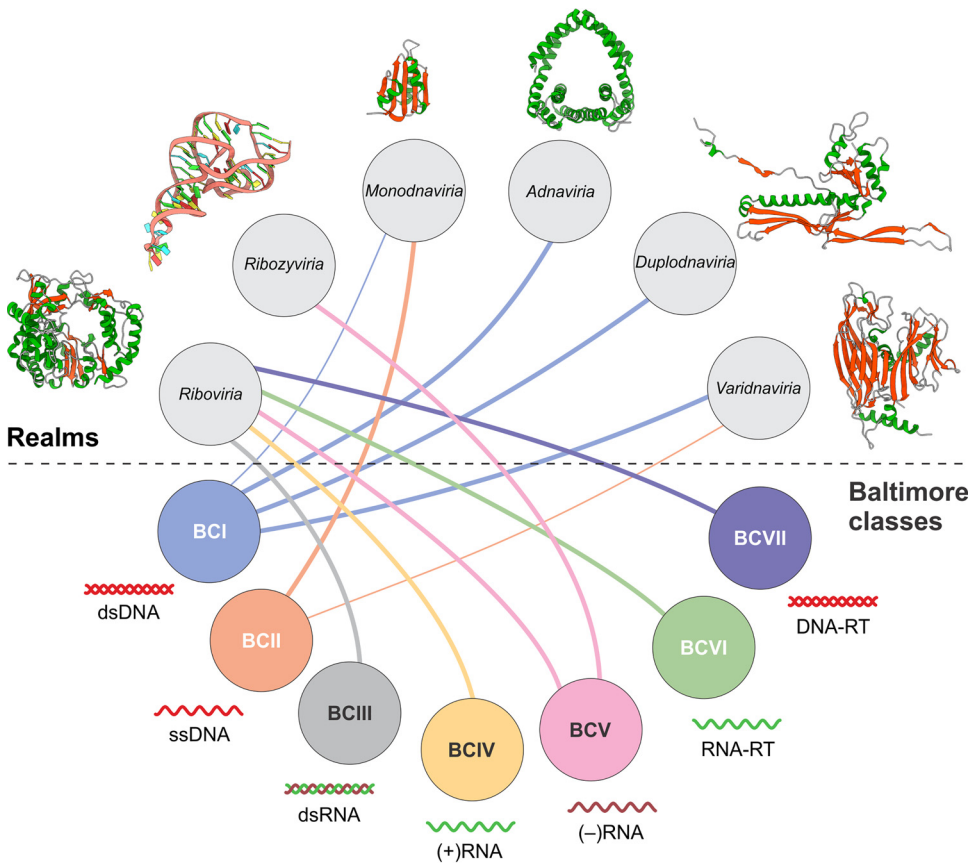 Monodnaviria
Adnaviria
Ribozyviria
Duplodnaviria
Riboviria
Varidnaviria
Realms
Baltimore
classes
BCI
BCVII
dsDNA
DNA-RT
BCII
BCVI
ssDNA
RNA-RT
BCIII
BCIV
BCV
dsRNA
(+)RNA
(–)RNA